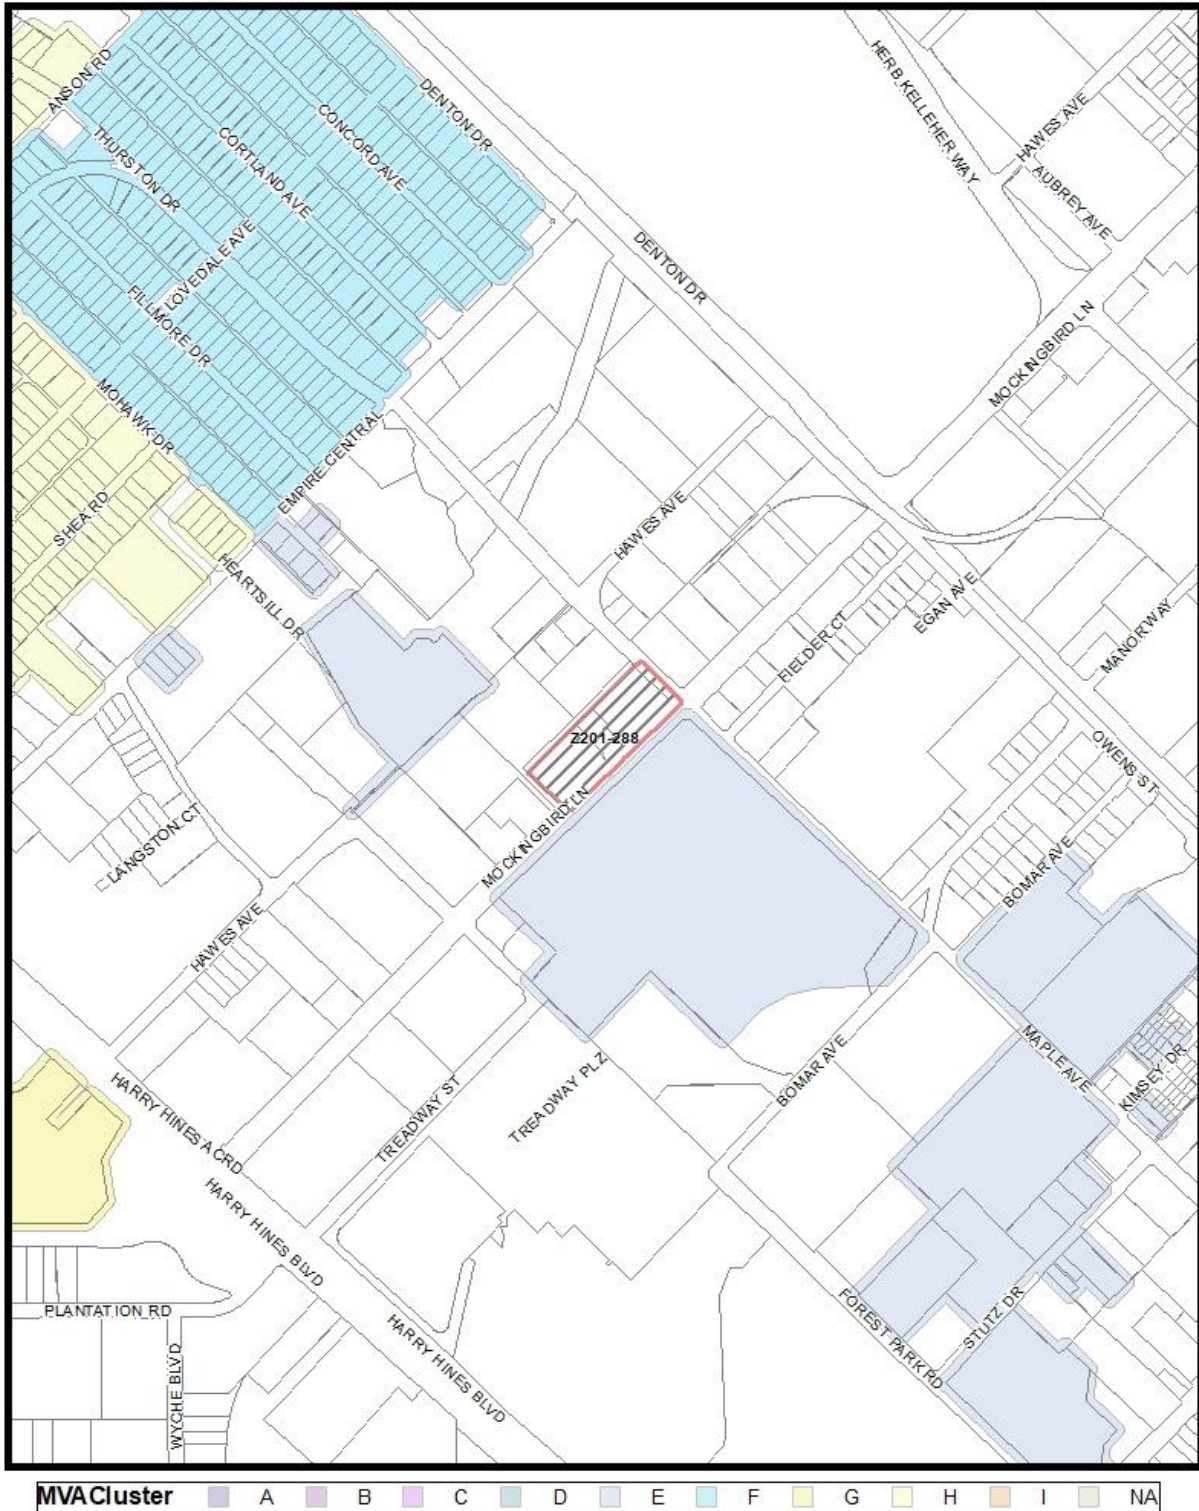 DENTON DR
HERB KELLEHER WAY
HAWES AVE
ANSON RD
CONCORD AVE
THURSTON DR
CORTLAND AVE
AUBREY AVE
LOVEDALE AVE
DENTON DR
FILLMORE DR
MOCKINGBIRD LN
MOHAWK DR
EMPIRE CENTRAL
SHEA RD
HAWES AVE
HEARTSILL DR
EGAN AVE
FIELDER CT
MANORWAY
Z201-288
OWENS ST
LANGSTON CT
MOCKINGBIRD LN
BOMAR AVE
HAWES AVE
MAPLE AVE
KIMSEY DR
BOMAR AVE
TREADWAY PLZ
TREADWAY ST
HARRY HINES A CRD
HARRY HINES BLVD
PLANTATION RD
HARRY HINES BLVD
FOREST PARK RD
STUTZ DR
WYCHE BLVD
MVACluster A B C D E F G H I NA